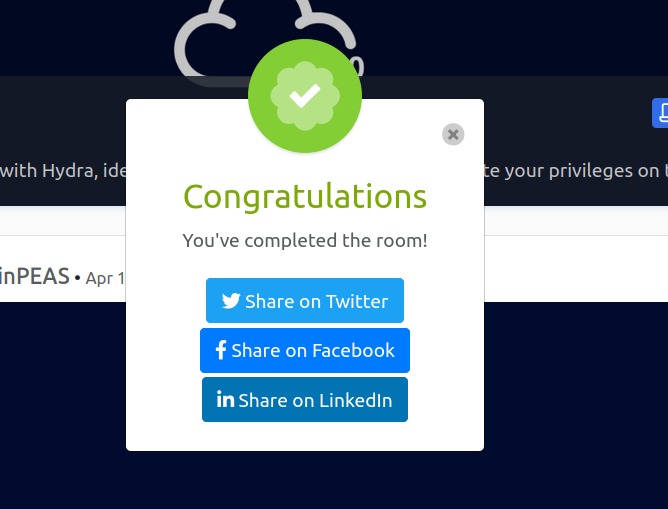 with Hydra, ide
te your privileges on t
Congratulations
You've completed the room!
inPEAS • Apr 1
Share on Twitter
Share on Facebook
Share on LinkedIn